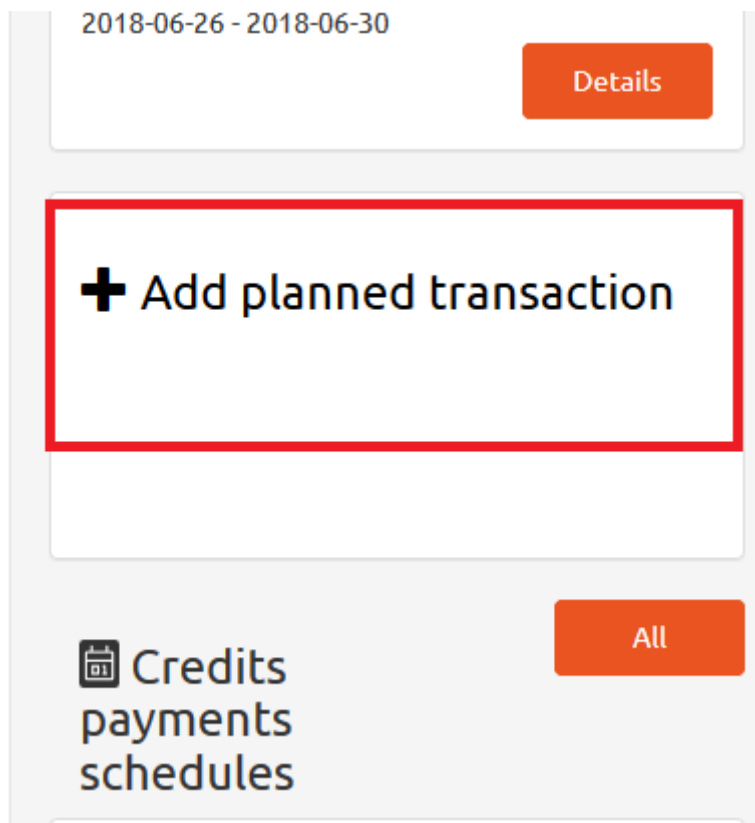 2018-06-26 - 2018-06-30
Details
Add planned transaction
All
Credits
payments
schedules